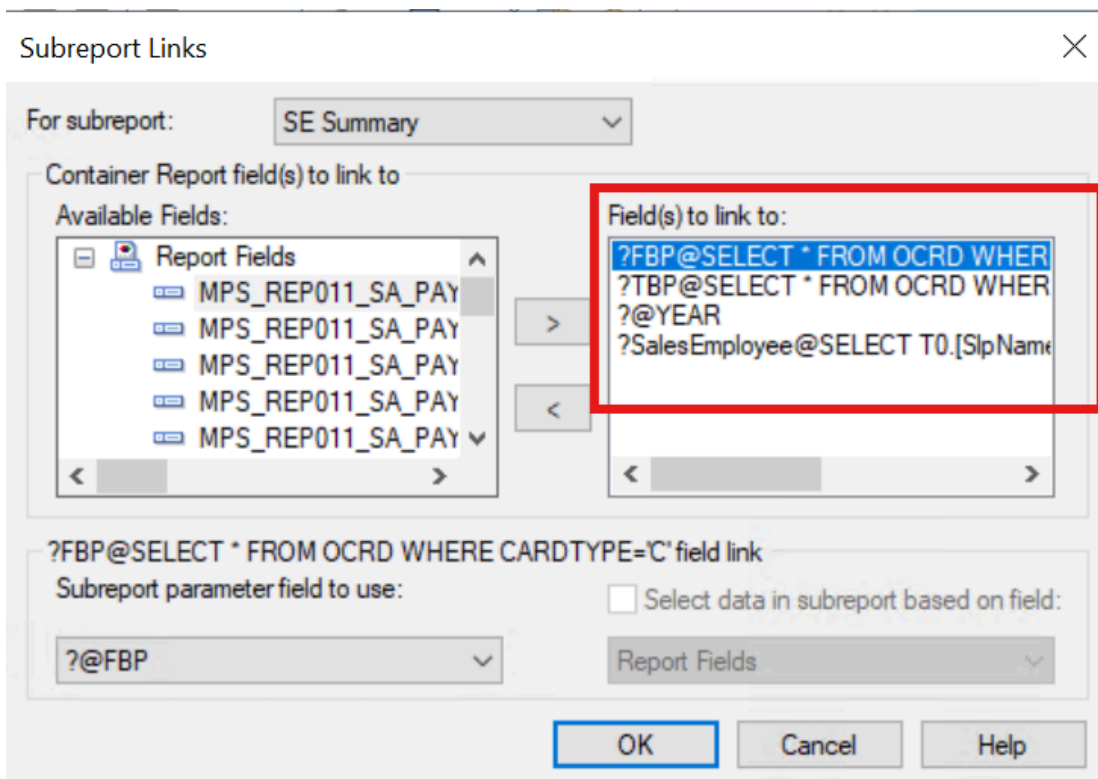 Subreport Links
For subreport: SE Summary
Container Report field(s) to link to
Available Fields:
Report Fields
MPS_REP011_SA_PAY
MPS_REP011_SA_PAY
MPS_REP011_SA_PAY
MPS_REP011_SA_PAY
MPS_REP011_SA_PAY
>
<
Field(s) to link to:
?FBP@SELECT * FROM OCRD WHER
?TBP@SELECT * FROM OCRD WHER
?@YEAR
?SalesEmployee@SELECT T0.[SlpName
?FBP@SELECT * FROM OCRD WHERE CARDTYPE='C' field link
Subreport parameter field to use:
?@FBP
Select data in subreport based on field:
Report Fields
OK Cancel Help